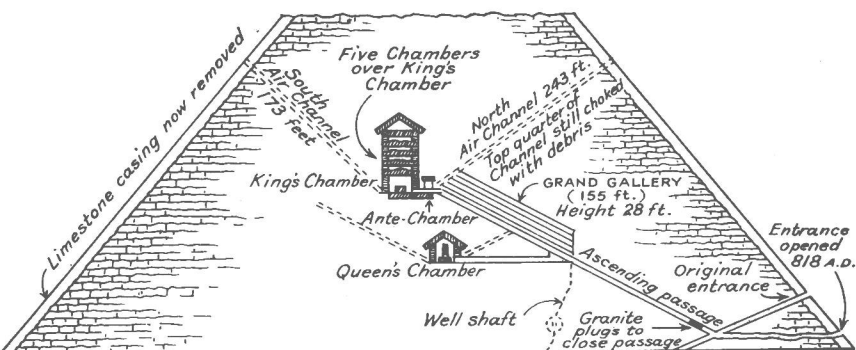 Limestone casing now removed
South
Air Channel
173 feet
Five Chambers
over King's
Chamber
North
Air Channel 243 ft.
Top quarter of
Channel still choked
with debris
King's Chamber
Ante-Chamber
GRAND GALLERY
(155 ft.)
Height 28 ft.
Queen's Chamber
Ascending passage
Original
entrance
Entrance
opened
818 A.D.
Well shaft
Granite
plugs to
close passage